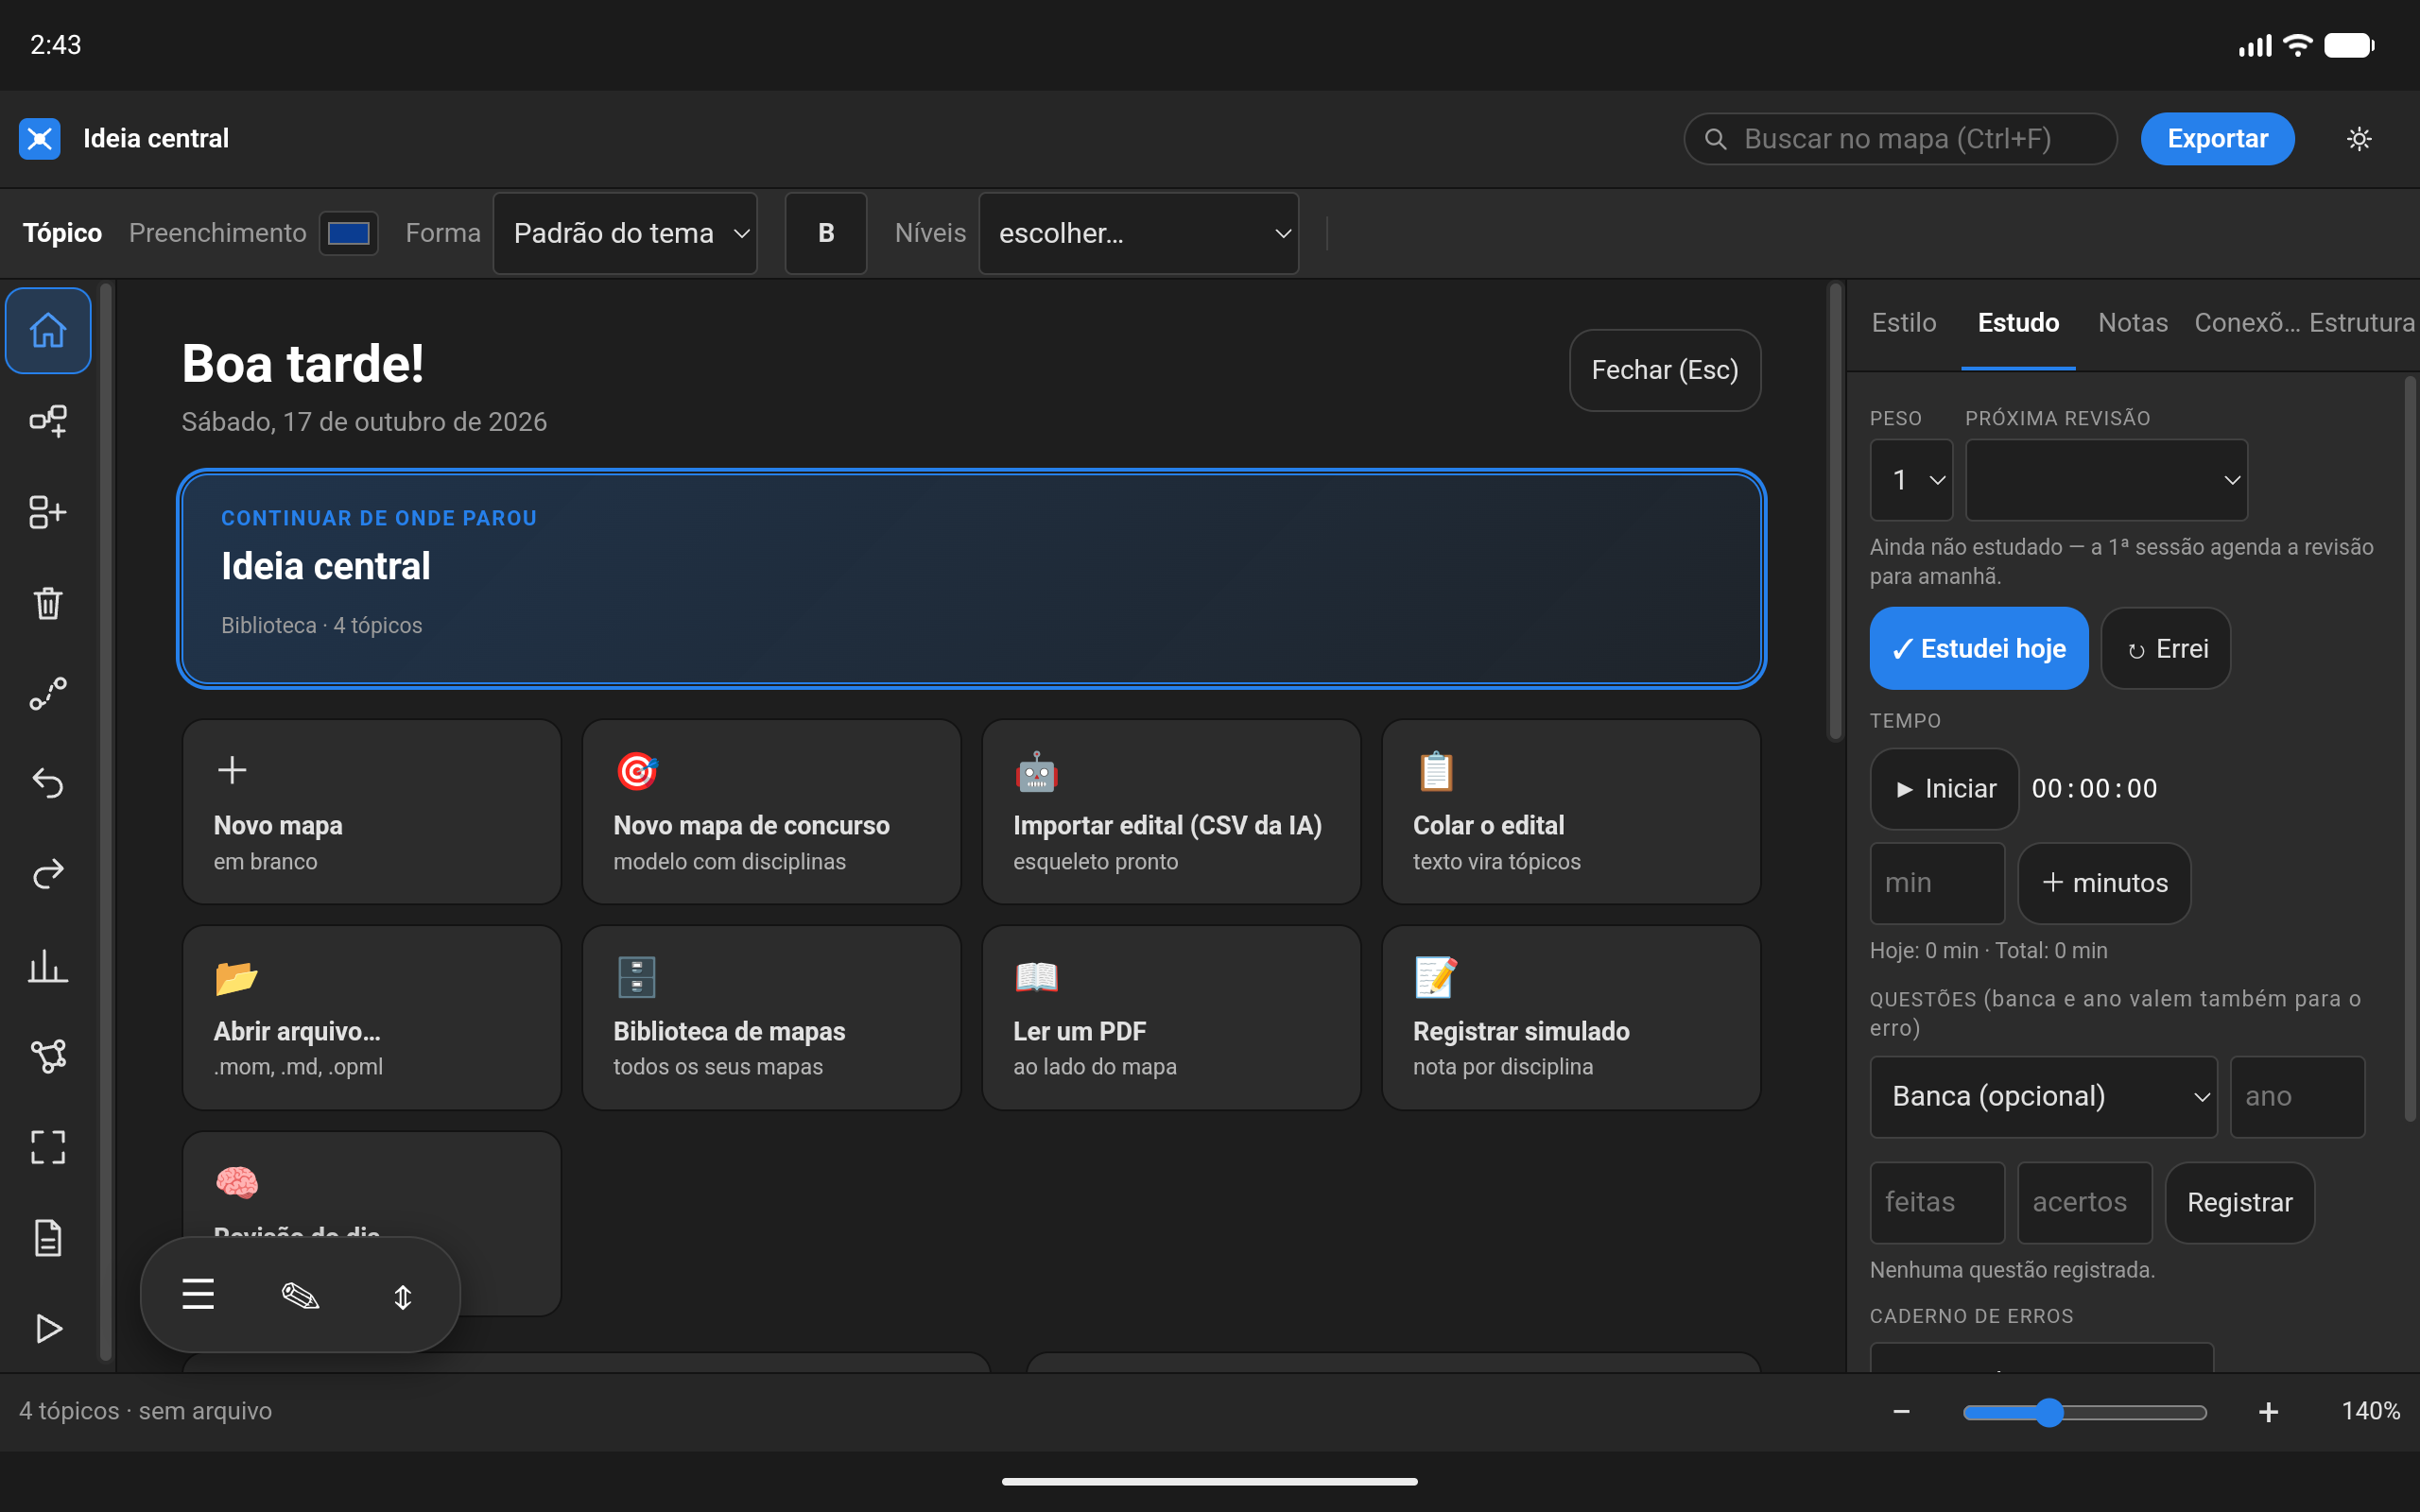 2:43
Ideia central
Buscar no mapa (Ctrl+F)
Exportar
Tópico
Preenchimento
Forma
Padrão do tema
B
Níveis
escolher...
Boa tarde!
Sábado, 17 de outubro de 2026
Fechar (Esc)
CONTINUAR DE ONDE PAROU
Ideia central
Biblioteca · 4 tópicos
Novo mapa
em branco
Novo mapa de concurso
modelo com disciplinas
Importar edital (CSV da IA)
esqueleto pronto
Colar o edital
texto vira tópicos
Abrir arquivo...
.mom, .md, .opml
Biblioteca de mapas
todos os seus mapas
Ler um PDF
ao lado do mapa
Registrar simulado
nota por disciplina
Revisão do dia
Estilo
Estudo
Notas
Conexõ...
Estrutura
PESO
PRÓXIMA REVISÃO
1
Ainda não estudado — a 1ª sessão agenda a revisão
para amanhã.
✓ Estudei hoje
↻ Errei
TEMPO
► Iniciar
00:00:00
min
+ minutos
Hoje: 0 min · Total: 0 min
QUESTÕES (banca e ano valem também para o
erro)
Banca (opcional)
ano
feitas
acertos
Registrar
Nenhuma questão registrada.
CADERNO DE ERROS
4 tópicos · sem arquivo
−
+
140%